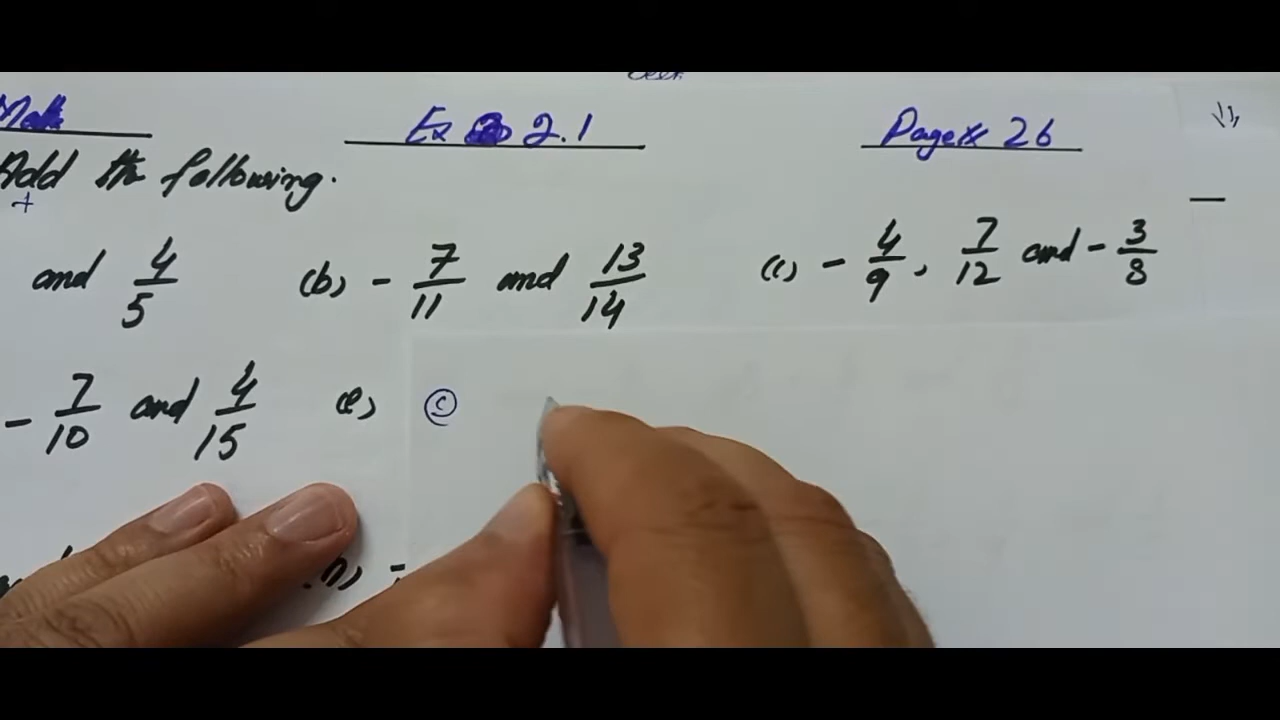 Math Ex 2.1 Page 26
Add the following.
+
and 4/5 (b) - 7/11 and 13/14 (c) - 4/9, 7/12 and - 3/8
- 7/10 and 4/15 (e) ©